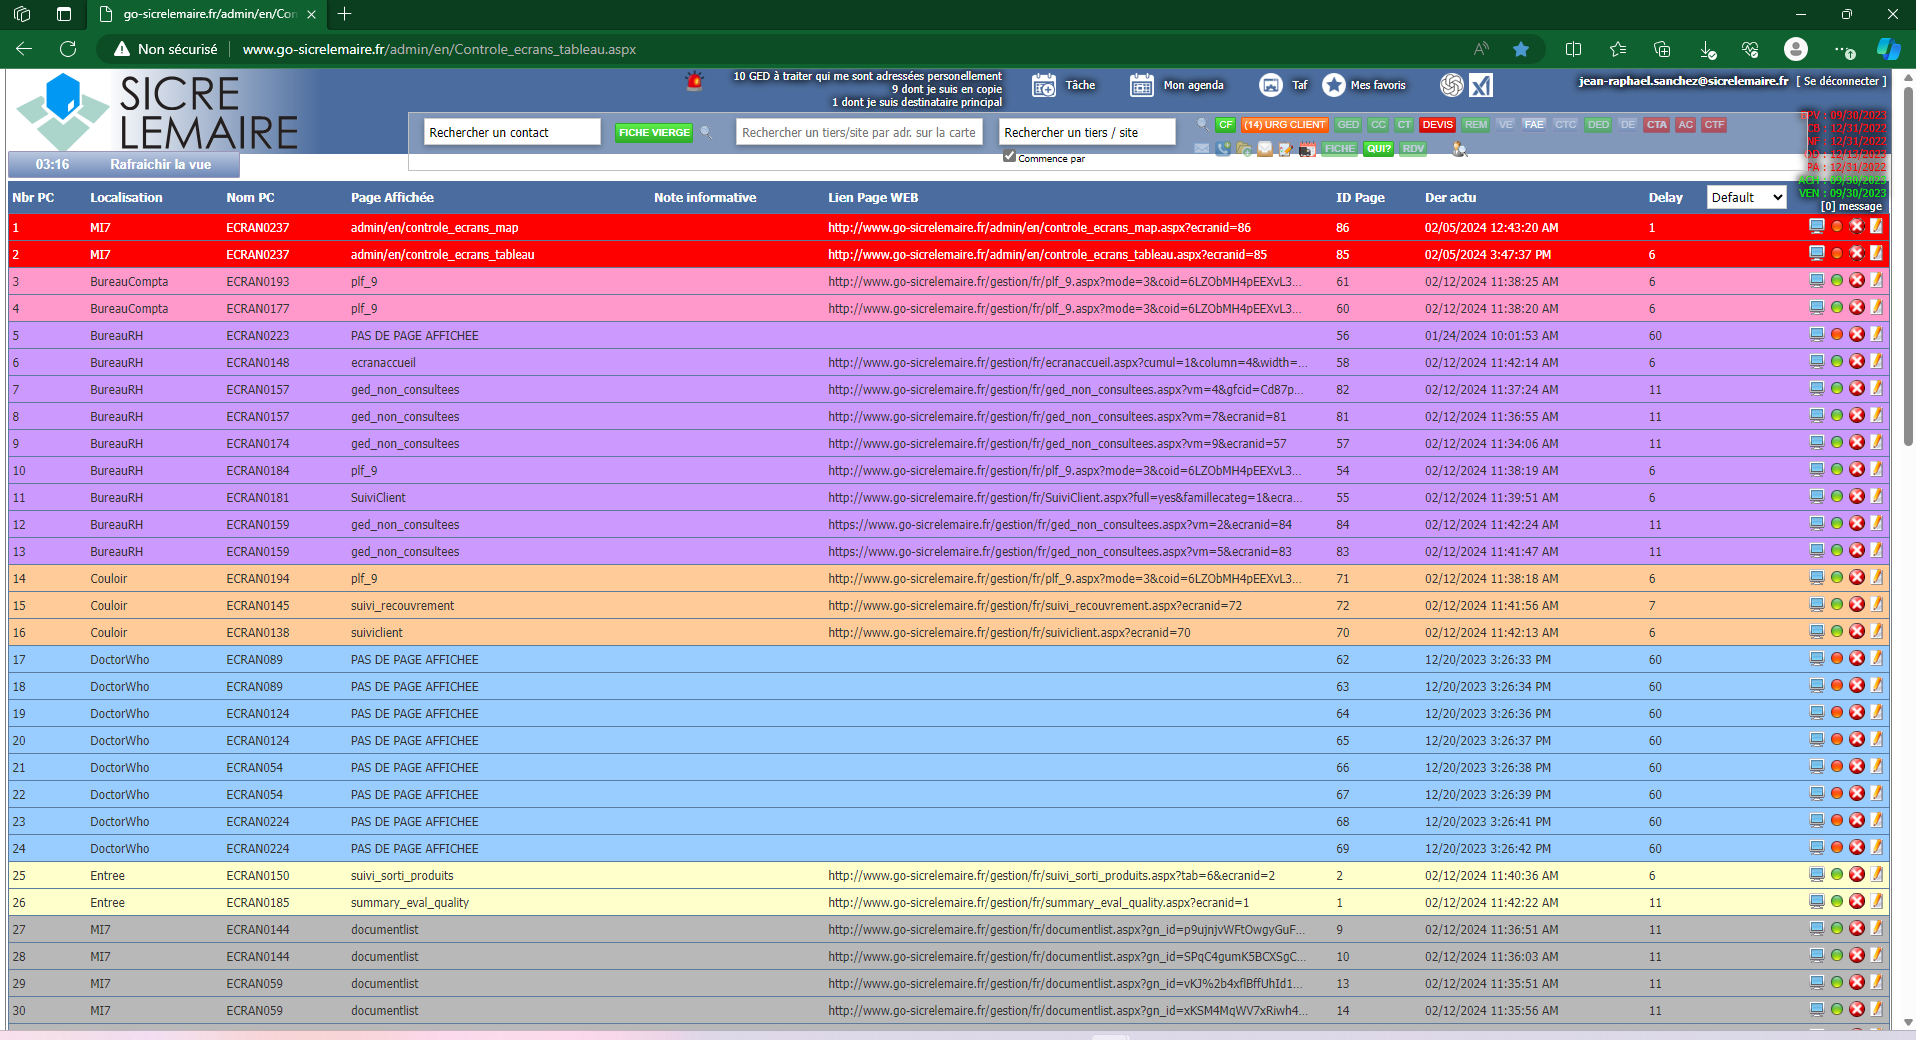 go-sicrelemaire.fr/admin/en/Con
Non sécurisé
www.go-sicrelemaire.fr/admin/en/Controle_ecrans_tableau.aspx
SICRE
LEMAIRE
10 GED à traiter qui me sont adressées personellement
9 dont je suis en copie
1 dont je suis destinataire principal
Tâche
Mon agenda
Taf
Mes favoris
jean-raphael.sanchez@sicrelemaire.fr [ Se déconnecter ]
Rechercher un contact
FICHE VIERGE
Rechercher un tiers/site par adr. sur la carte
Rechercher un tiers / site
Commence par
CF (14) URG CLIENT GED CC CT DEVIS REM VE FAE CTC DED DE CTA AC CTF
FICHE QUI? RDV
: 09/30/2023
: 12/31/2022
: 12/31/2022
: 12/31/2022
VEN : 09/30/2023
[0] message
03:16 Rafraichir la vue
Nbr PC Localisation Nom PC Page Affichée Note informative Lien Page WEB ID Page Der actu Delay Default
1 MI7 ECRAN0237 admin/en/controle_ecrans_map http://www.go-sicrelemaire.fr/admin/en/controle_ecrans_map.aspx?ecranid=86 86 02/05/2024 12:43:20 AM 1
2 MI7 ECRAN0237 admin/en/controle_ecrans_tableau http://www.go-sicrelemaire.fr/admin/en/controle_ecrans_tableau.aspx?ecranid=85 85 02/05/2024 3:47:37 PM 6
3 BureauCompta ECRAN0193 plf_9 http://www.go-sicrelemaire.fr/gestion/fr/plf_9.aspx?mode=3&coid=6LZObMH4pEEXvL3... 61 02/12/2024 11:38:25 AM 6
4 BureauCompta ECRAN0177 plf_9 http://www.go-sicrelemaire.fr/gestion/fr/plf_9.aspx?mode=3&coid=6LZObMH4pEEXvL3... 60 02/12/2024 11:38:20 AM 6
5 BureauRH ECRAN0223 PAS DE PAGE AFFICHEE 56 01/24/2024 10:01:53 AM 60
6 BureauRH ECRAN0148 ecranaccueil http://www.go-sicrelemaire.fr/gestion/fr/ecranaccueil.aspx?cumul=1&column=4&width=... 58 02/12/2024 11:42:14 AM 6
7 BureauRH ECRAN0157 ged_non_consultees http://www.go-sicrelemaire.fr/gestion/fr/ged_non_consultees.aspx?vm=4&gfcid=Cd87p... 82 02/12/2024 11:37:24 AM 11
8 BureauRH ECRAN0157 ged_non_consultees http://www.go-sicrelemaire.fr/gestion/fr/ged_non_consultees.aspx?vm=7&ecranid=81 81 02/12/2024 11:36:55 AM 11
9 BureauRH ECRAN0174 ged_non_consultees http://www.go-sicrelemaire.fr/gestion/fr/ged_non_consultees.aspx?vm=9&ecranid=57 57 02/12/2024 11:34:06 AM 11
10 BureauRH ECRAN0184 plf_9 http://www.go-sicrelemaire.fr/gestion/fr/plf_9.aspx?mode=3&coid=6LZObMH4pEEXvL3... 54 02/12/2024 11:38:19 AM 6
11 BureauRH ECRAN0181 SuiviClient http://www.go-sicrelemaire.fr/gestion/fr/SuiviClient.aspx?full=yes&famillecateg=1&ecra... 55 02/12/2024 11:39:51 AM 6
12 BureauRH ECRAN0159 ged_non_consultees https://www.go-sicrelemaire.fr/gestion/fr/ged_non_consultees.aspx?vm=2&ecranid=84 84 02/12/2024 11:42:24 AM 11
13 BureauRH ECRAN0159 ged_non_consultees https://www.go-sicrelemaire.fr/gestion/fr/ged_non_consultees.aspx?vm=5&ecranid=83 83 02/12/2024 11:41:47 AM 11
14 Couloir ECRAN0194 plf_9 http://www.go-sicrelemaire.fr/gestion/fr/plf_9.aspx?mode=3&coid=6LZObMH4pEEXvL3... 71 02/12/2024 11:38:18 AM 6
15 Couloir ECRAN0145 suivi_recouvrement http://www.go-sicrelemaire.fr/gestion/fr/suivi_recouvrement.aspx?ecranid=72 72 02/12/2024 11:41:56 AM 7
16 Couloir ECRAN0138 suiviclient http://www.go-sicrelemaire.fr/gestion/fr/suiviclient.aspx?ecranid=70 70 02/12/2024 11:42:13 AM 6
17 DoctorWho ECRAN089 PAS DE PAGE AFFICHEE 62 12/20/2023 3:26:33 PM 60
18 DoctorWho ECRAN089 PAS DE PAGE AFFICHEE 63 12/20/2023 3:26:34 PM 60
19 DoctorWho ECRAN0124 PAS DE PAGE AFFICHEE 64 12/20/2023 3:26:36 PM 60
20 DoctorWho ECRAN0124 PAS DE PAGE AFFICHEE 65 12/20/2023 3:26:37 PM 60
21 DoctorWho ECRAN054 PAS DE PAGE AFFICHEE 66 12/20/2023 3:26:38 PM 60
22 DoctorWho ECRAN054 PAS DE PAGE AFFICHEE 67 12/20/2023 3:26:39 PM 60
23 DoctorWho ECRAN0224 PAS DE PAGE AFFICHEE 68 12/20/2023 3:26:41 PM 60
24 DoctorWho ECRAN0224 PAS DE PAGE AFFICHEE 69 12/20/2023 3:26:42 PM 60
25 Entree ECRAN0150 suivi_sorti_produits http://www.go-sicrelemaire.fr/gestion/fr/suivi_sorti_produits.aspx?tab=6&ecranid=2 2 02/12/2024 11:40:36 AM 6
26 Entree ECRAN0185 summary_eval_quality http://www.go-sicrelemaire.fr/gestion/fr/summary_eval_quality.aspx?ecranid=1 1 02/12/2024 11:42:22 AM 11
27 MI7 ECRAN0144 documentlist http://www.go-sicrelemaire.fr/gestion/fr/documentlist.aspx?gn_id=p9ujnjvWFtOwgyGuF... 9 02/12/2024 11:36:51 AM 11
28 MI7 ECRAN0144 documentlist http://www.go-sicrelemaire.fr/gestion/fr/documentlist.aspx?gn_id=SPqC4gumK5BCXSgC... 10 02/12/2024 11:36:03 AM 11
29 MI7 ECRAN059 documentlist http://www.go-sicrelemaire.fr/gestion/fr/documentlist.aspx?gn_id=vKJ%2b4xflBffUhId1... 13 02/12/2024 11:35:51 AM 11
30 MI7 ECRAN059 documentlist http://www.go-sicrelemaire.fr/gestion/fr/documentlist.aspx?gn_id=xKSM4MqWV7xRiwh4... 14 02/12/2024 11:35:56 AM 11